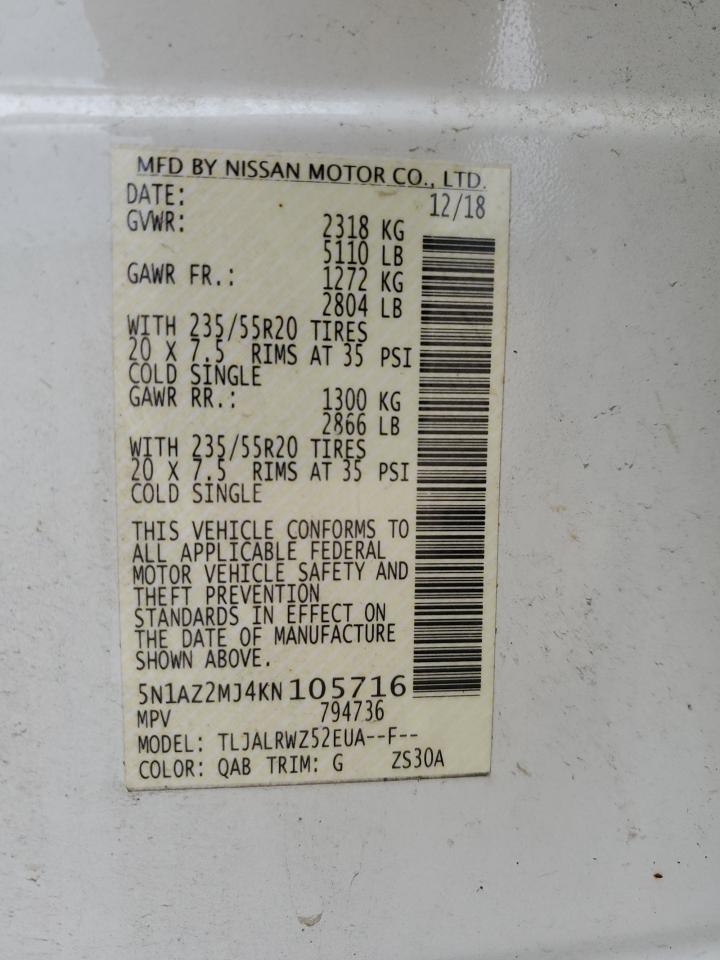 MFD BY NISSAN MOTOR CO., LTD.
DATE: 12/18
GVWR: 2318 KG
5110 LB
GAWR FR.: 1272 KG
2804 LB
WITH 235/55R20 TIRES
20 X 7.5 RIMS AT 35 PSI
COLD SINGLE
GAWR RR.: 1300 KG
2866 LB
WITH 235/55R20 TIRES
20 X 7.5 RIMS AT 35 PSI
COLD SINGLE
THIS VEHICLE CONFORMS TO
ALL APPLICABLE FEDERAL
MOTOR VEHICLE SAFETY AND
THEFT PREVENTION
STANDARDS IN EFFECT ON
THE DATE OF MANUFACTURE
SHOWN ABOVE.
5N1AZ2MJ4KN105716
MPV 794736
MODEL: TLJALRWZ52EUA--F--
COLOR: QAB TRIM: G ZS30A